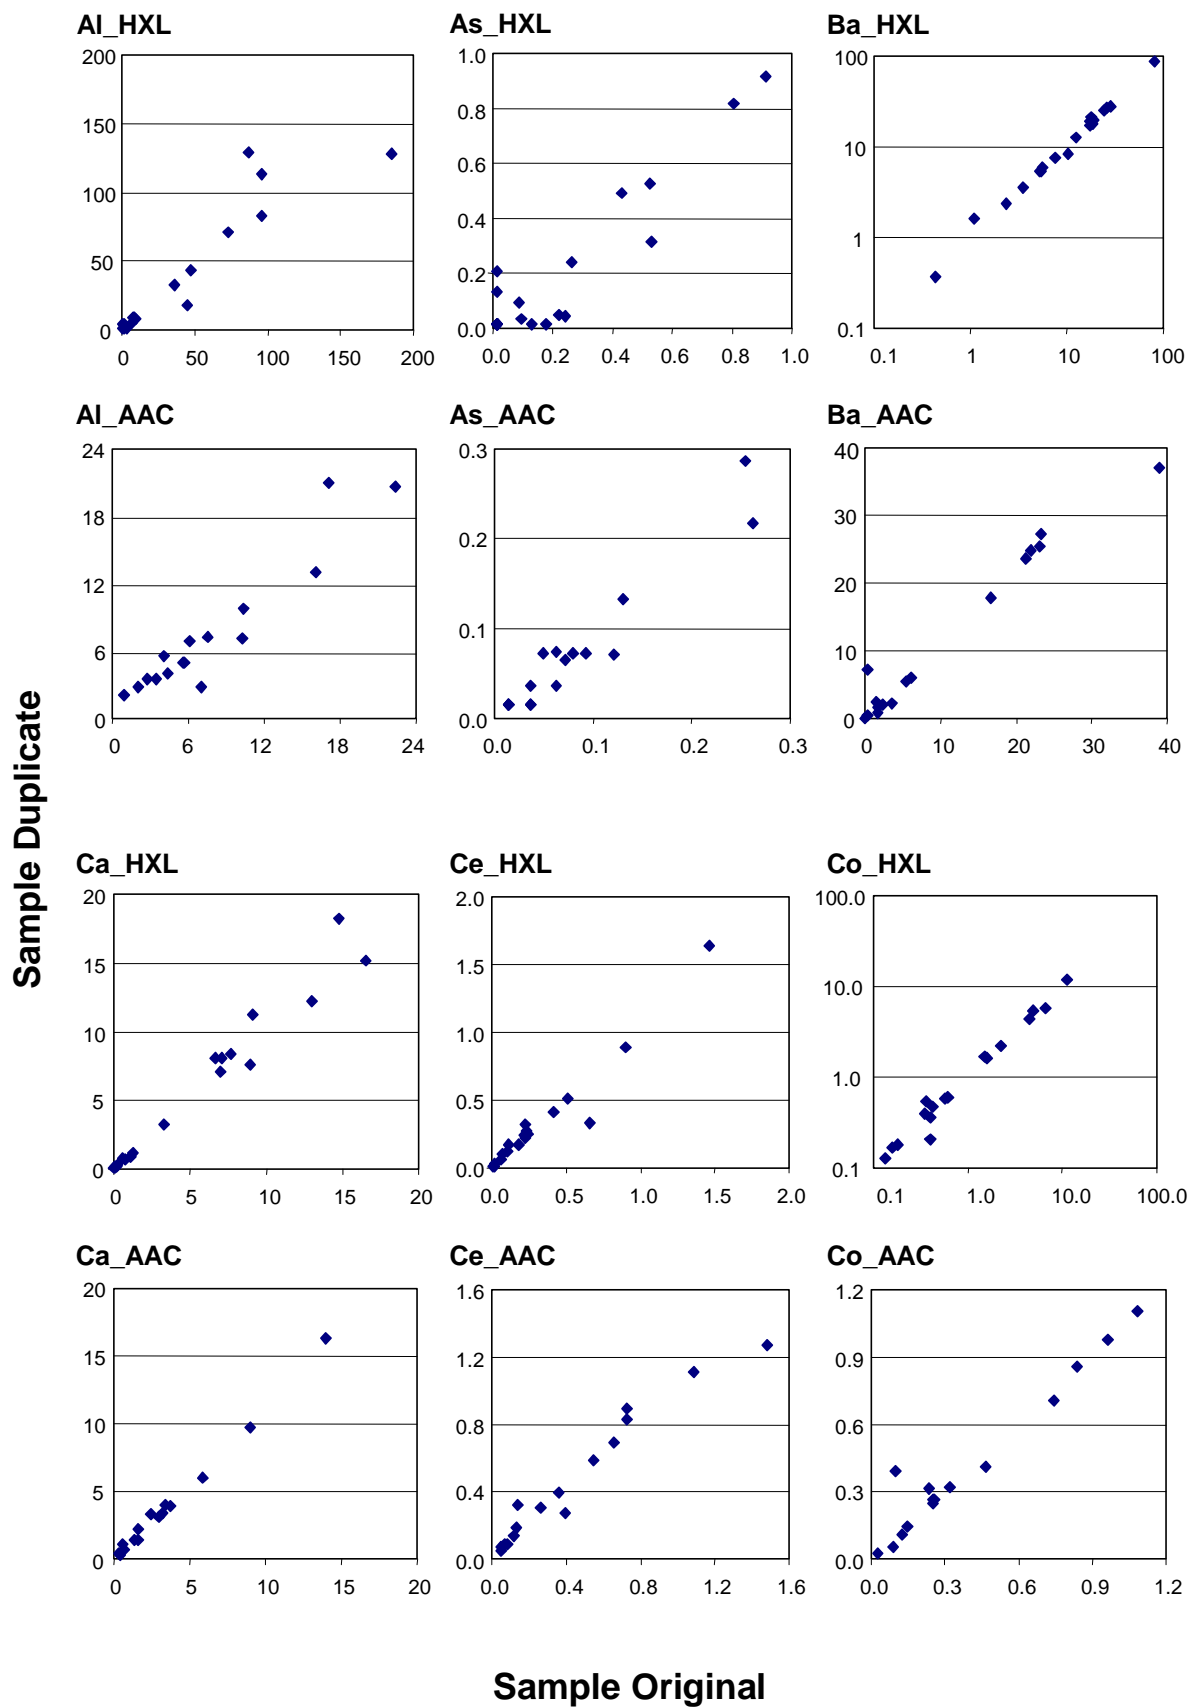 Al_HXL
As_HXL
Ba_HXL
200
150
100
50
0
0 50 100 150 200
1.0
0.8
0.6
0.4
0.2
0.0
0.0 0.2 0.4 0.6 0.8 1.0
100
10
1
0.1
0.1 1 10 100
Al_AAC
As_AAC
Ba_AAC
24
18
12
6
0
0 6 12 18 24
0.3
0.2
0.1
0.0
0.0 0.1 0.2 0.3
40
30
20
10
0
0 10 20 30 40
Sample Duplicate
Ca_HXL
Ce_HXL
Co_HXL
20
15
10
5
0
0 5 10 15 20
2.0
1.5
1.0
0.5
0.0
0.0 0.5 1.0 1.5 2.0
100.0
10.0
1.0
0.1
0.1 1.0 10.0 100.0
Ca_AAC
Ce_AAC
Co_AAC
20
15
10
5
0
0 5 10 15 20
1.6
1.2
0.8
0.4
0.0
0.0 0.4 0.8 1.2 1.6
1.2
0.9
0.6
0.3
0.0
0.0 0.3 0.6 0.9 1.2
Sample Original